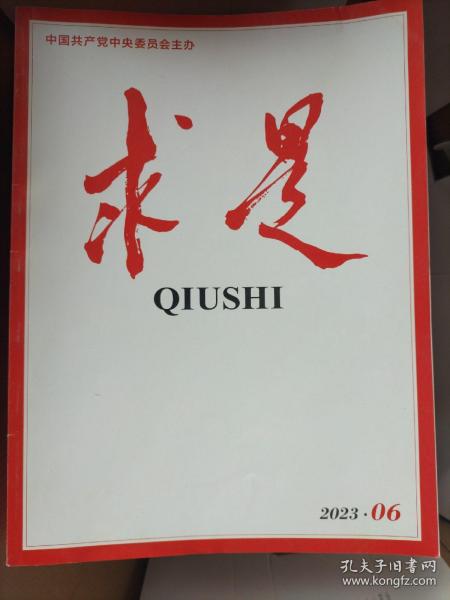 中国共产党中央委员会主办
求是
QIUSHI
2023·06
孔夫子旧书网
www.kongfz.com